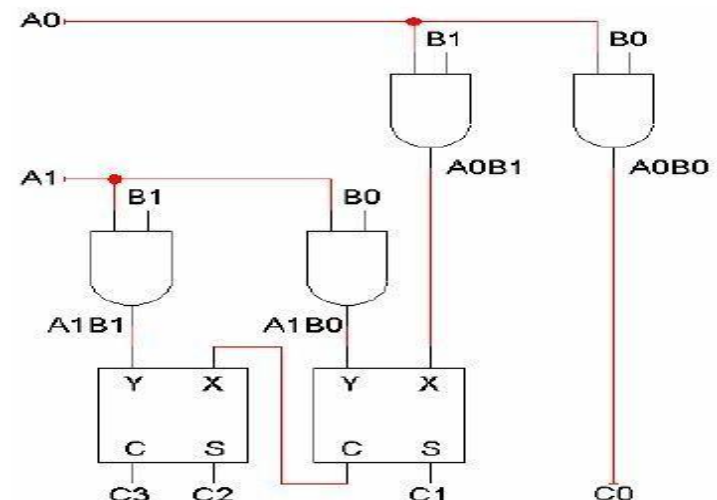 A0
B1 B0
A0B1 A0B0
A1
B1 B0
A1B1 A1B0
Y X Y X
C S C S
C3 C2 C1 C0